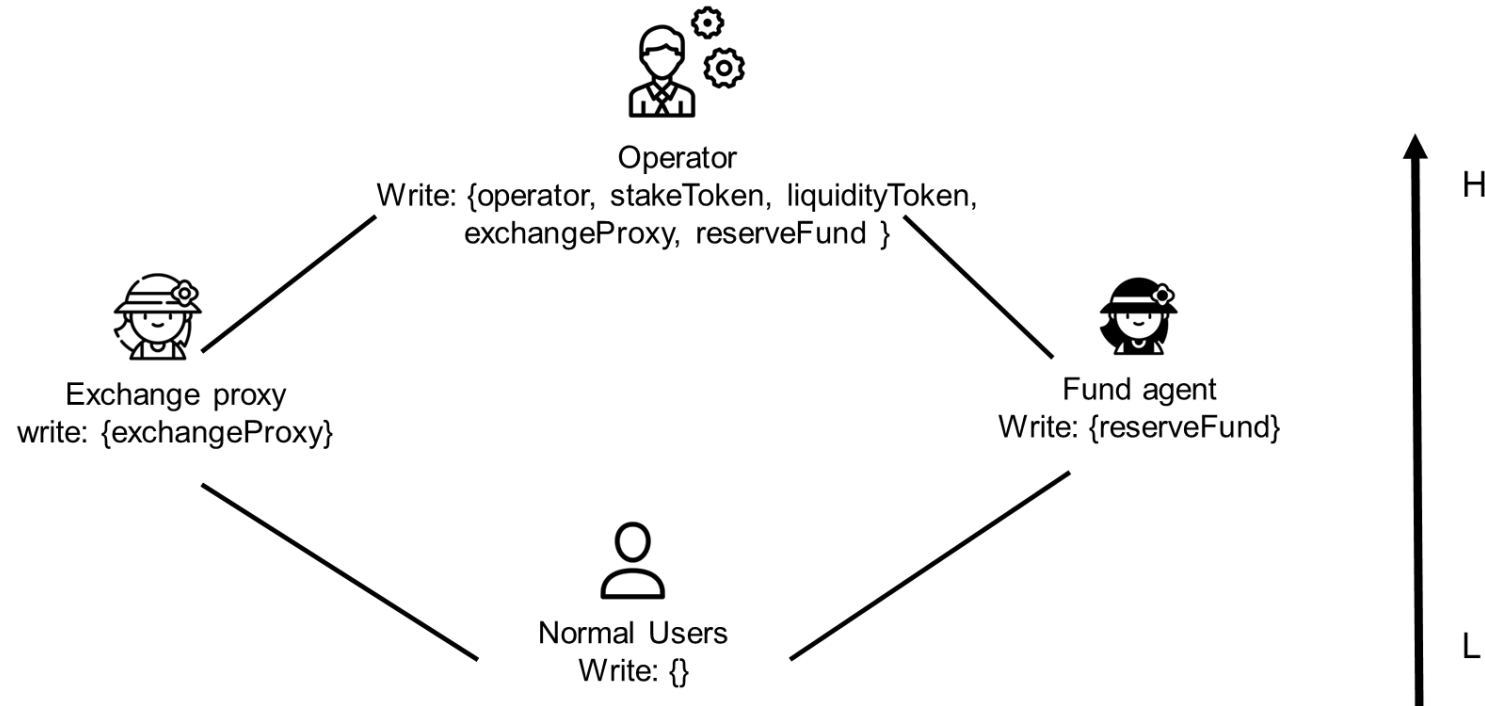 Operator
Write: {operator, stakeToken, liquidityToken,
exchangeProxy, reserveFund }
H
Exchange proxy
write: {exchangeProxy}
Fund agent
Write: {reserveFund}
Normal Users
Write: {}
L